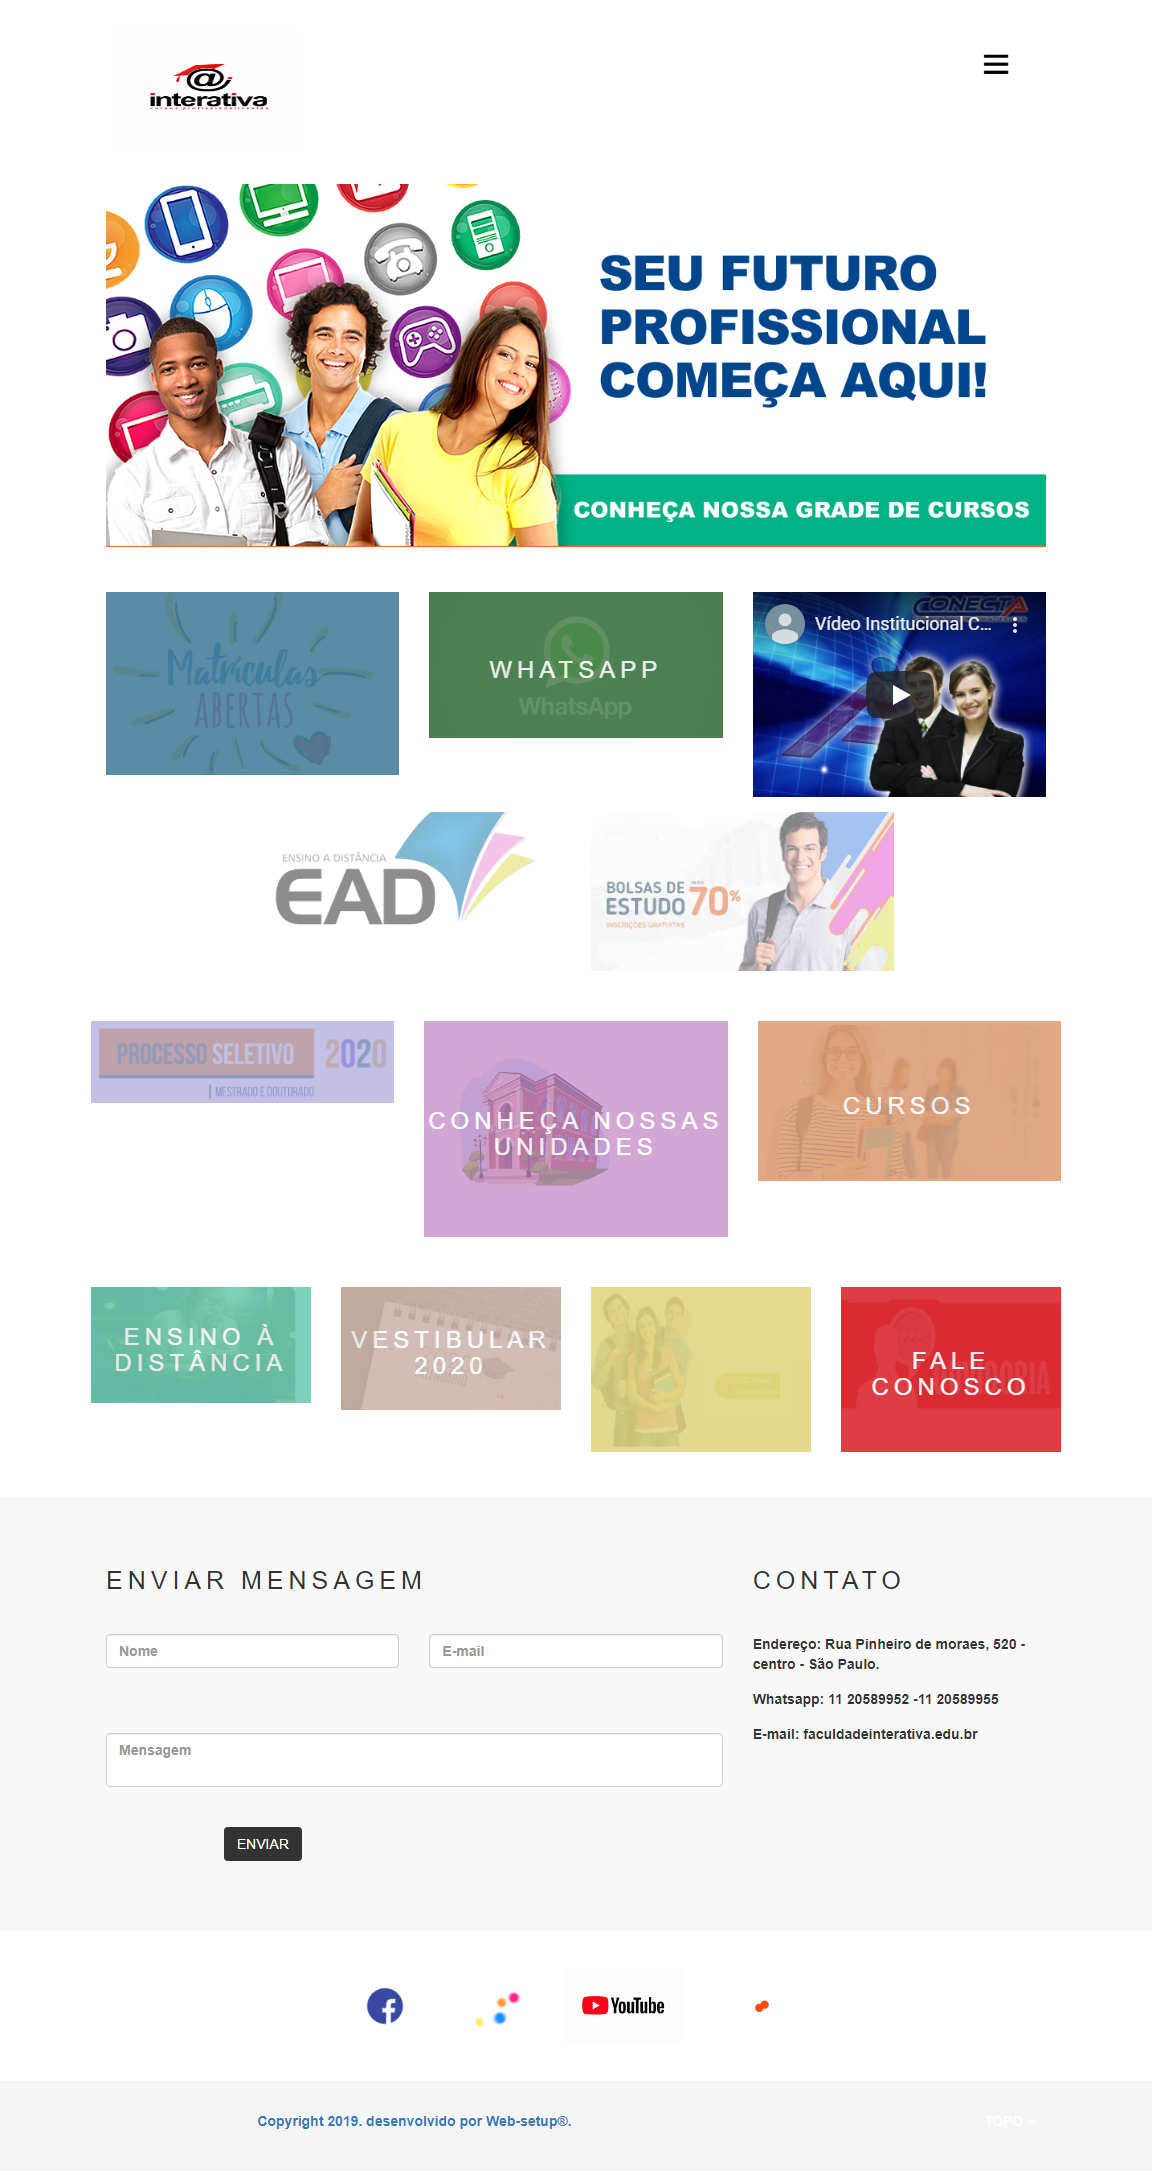 @
interativa
cursos profissionalizantes
SEU FUTURO
PROFISSIONAL
COMEÇA AQUI!
CONHEÇA NOSSA GRADE DE CURSOS
Matrículas
ABERTAS
WHATSAPP
WhatsApp
CONECTA
Vídeo Institucional C...
ENSINO A DISTÂNCIA
EAD
BOLSAS DE
ESTUDO
70%
INSCRIÇÕES GRATUITAS
PROCESSO SELETIVO 2020
MESTRADO E DOUTORADO
CONHEÇA NOSSAS
UNIDADES
CURSOS
ENSINO À
DISTÂNCIA
VESTIBULAR
2020
FALE
CONOSCO
ENVIAR MENSAGEM
CONTATO
Nome
E-mail
Endereço: Rua Pinheiro de moraes, 520 -
centro - São Paulo.
Whatsapp: 11 20589952 -11 20589955
E-mail: faculdadeinterativa.edu.br
Mensagem
ENVIAR
YouTube
Copyright 2019. desenvolvido por Web-setup®.
TOPO